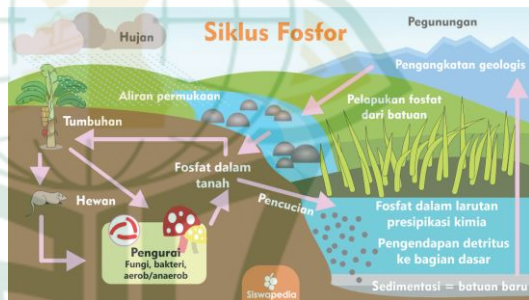 Siklus Fosfor
Hujan
Pegunungan
Pengangkatan geologis
Aliran permukaan
Pelapukan fosfat
dari batuan
Tumbuhan
Fosfat dalam
tanah
Pencucian
Hewan
Fosfat dalam larutan
presipikasi kimia
Pengurai
Fungi, bakteri,
aerob/anaerob
Pengendapan detritus
ke bagian dasar
Sedimentasi = batuan baru
Siswapedia